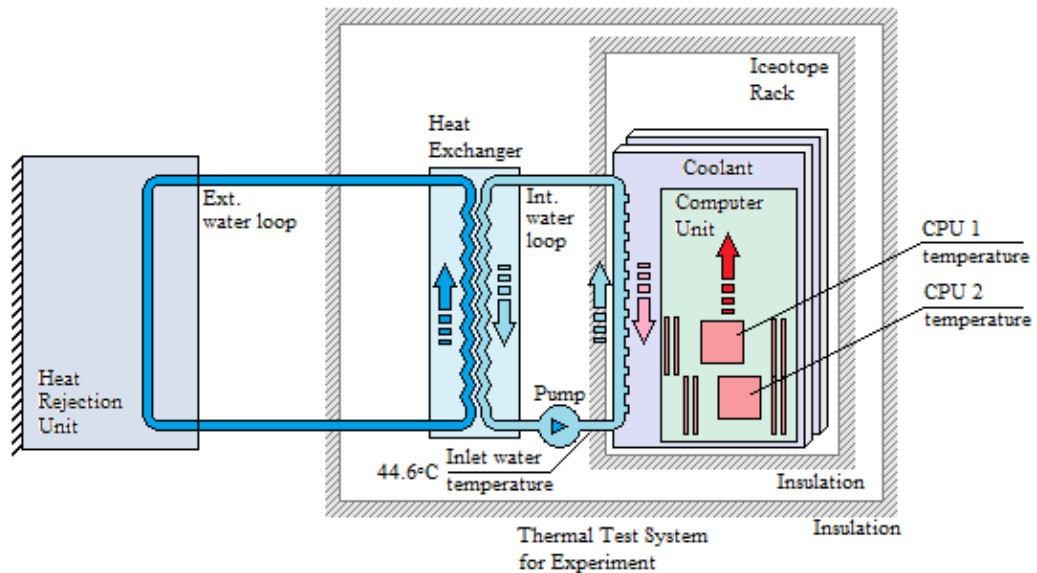 Iceotope
Rack
Heat
Exchanger
Coolant
Ext.
water loop
Int.
water
loop
Computer
Unit
CPU 1
temperature
CPU 2
temperature
Heat
Rejection
Unit
Pump
44.6°C
Inlet water
temperature
Insulation
Insulation
Thermal Test System
for Experiment